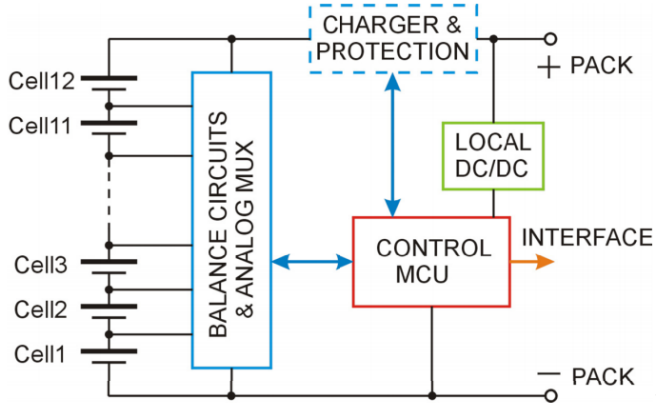 CHARGER &
PROTECTION
+ PACK
Cell12
Cell11
BALANCE CIRCUITS
& ANALOG MUX
LOCAL
DC/DC
CONTROL
MCU
INTERFACE
Cell3
Cell2
Cell1
— PACK